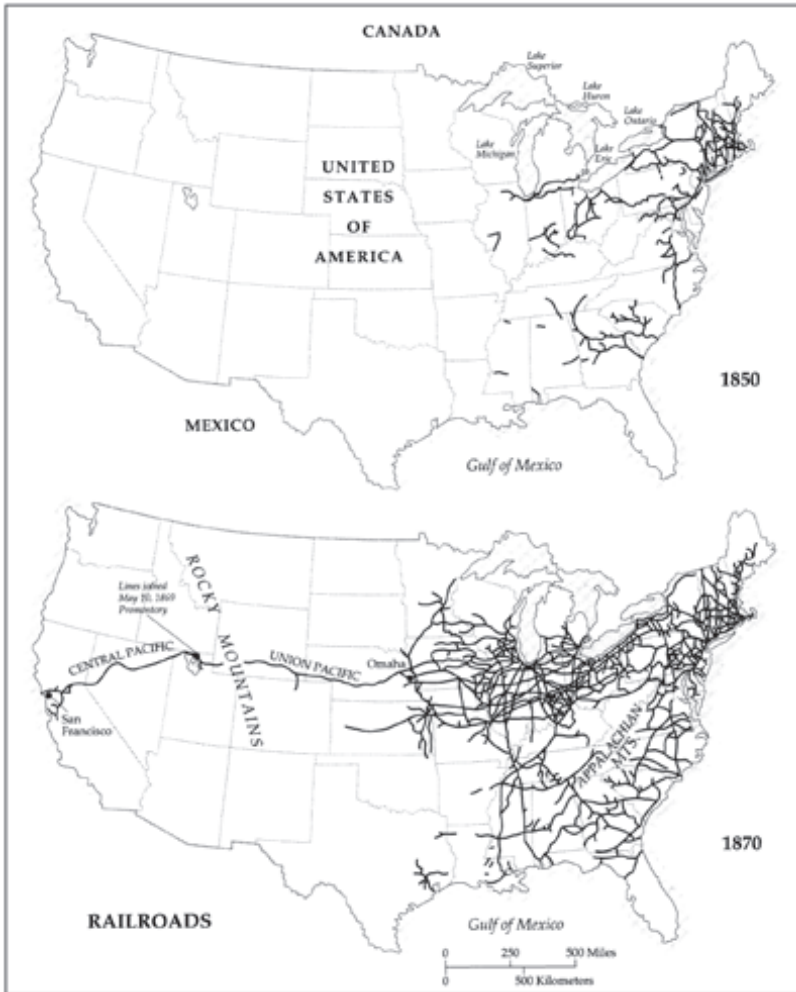 CANADA
Lake
Superior
Lake
Huron
Lake
Ontario
Lake
Michigan
Lake
Erie
UNITED
STATES
OF
AMERICA
1850
MEXICO
Gulf of Mexico
ROCKY MOUNTAINS
Lines joined
May 10, 1869
Promontory
CENTRAL PACIFIC
UNION PACIFIC
Omaha
San
Francisco
APPALACHIAN
MTS.
1870
RAILROADS
Gulf of Mexico
0 250 500 Miles
0 500 Kilometers